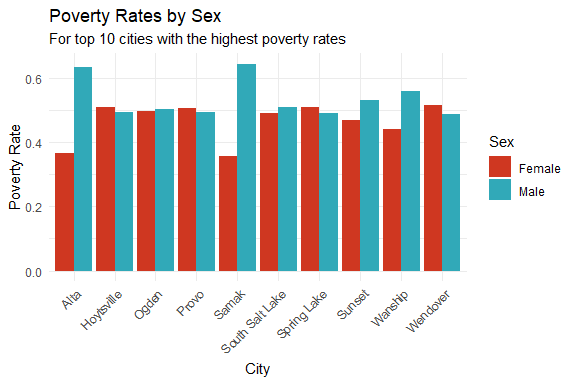 Poverty Rates by Sex
For top 10 cities with the highest poverty rates
Poverty Rate
0.6
0.4
0.2
0.0
Alta
Hoytsville
Ogden
Provo
Samak
South Salt Lake
Spring Lake
Sunset
Wanship
Wendover
City
Sex
Female
Male